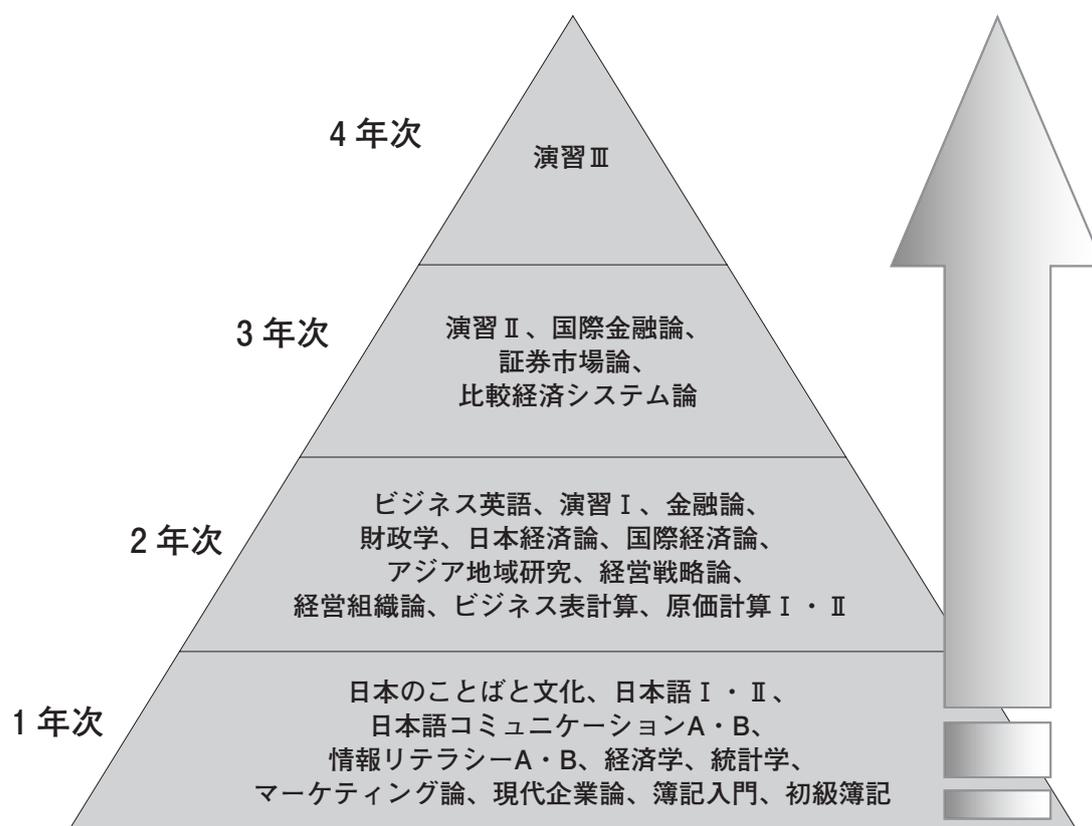 4年次
演習Ⅲ
3年次
演習Ⅱ、国際金融論、
証券市場論、
比較経済システム論
2年次
ビジネス英語、演習Ⅰ、金融論、
財政学、日本経済論、国際経済論、
アジア地域研究、経営戦略論、
経営組織論、ビジネス表計算、原価計算Ⅰ・Ⅱ
1年次
日本のことばと文化、日本語Ⅰ・Ⅱ、
日本語コミュニケーションA・B、
情報リテラシーA・B、経済学、統計学、
マーケティング論、現代企業論、簿記入門、初級簿記